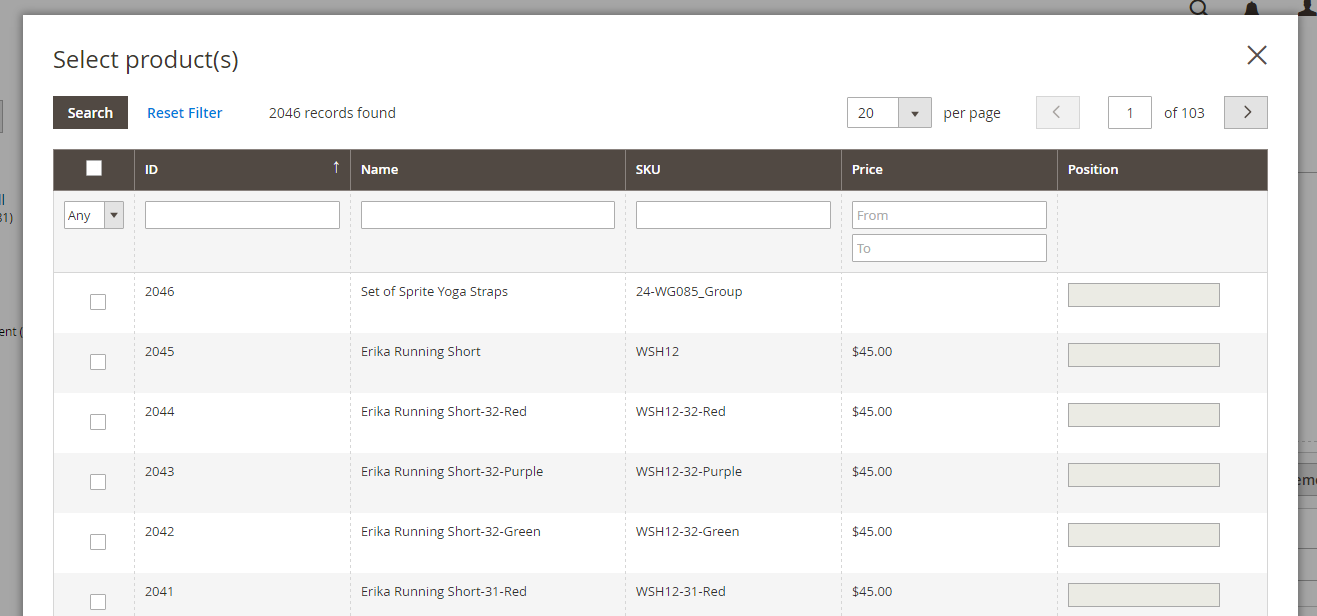 Select product(s)
Search Reset Filter 2046 records found 20 per page 1 of 103
ID ↑ Name SKU Price Position
Any From
To
2046 Set of Sprite Yoga Straps 24-WG085_Group
2045 Erika Running Short WSH12 $45.00
2044 Erika Running Short-32-Red WSH12-32-Red $45.00
2043 Erika Running Short-32-Purple WSH12-32-Purple $45.00
2042 Erika Running Short-32-Green WSH12-32-Green $45.00
2041 Erika Running Short-31-Red WSH12-31-Red $45.00